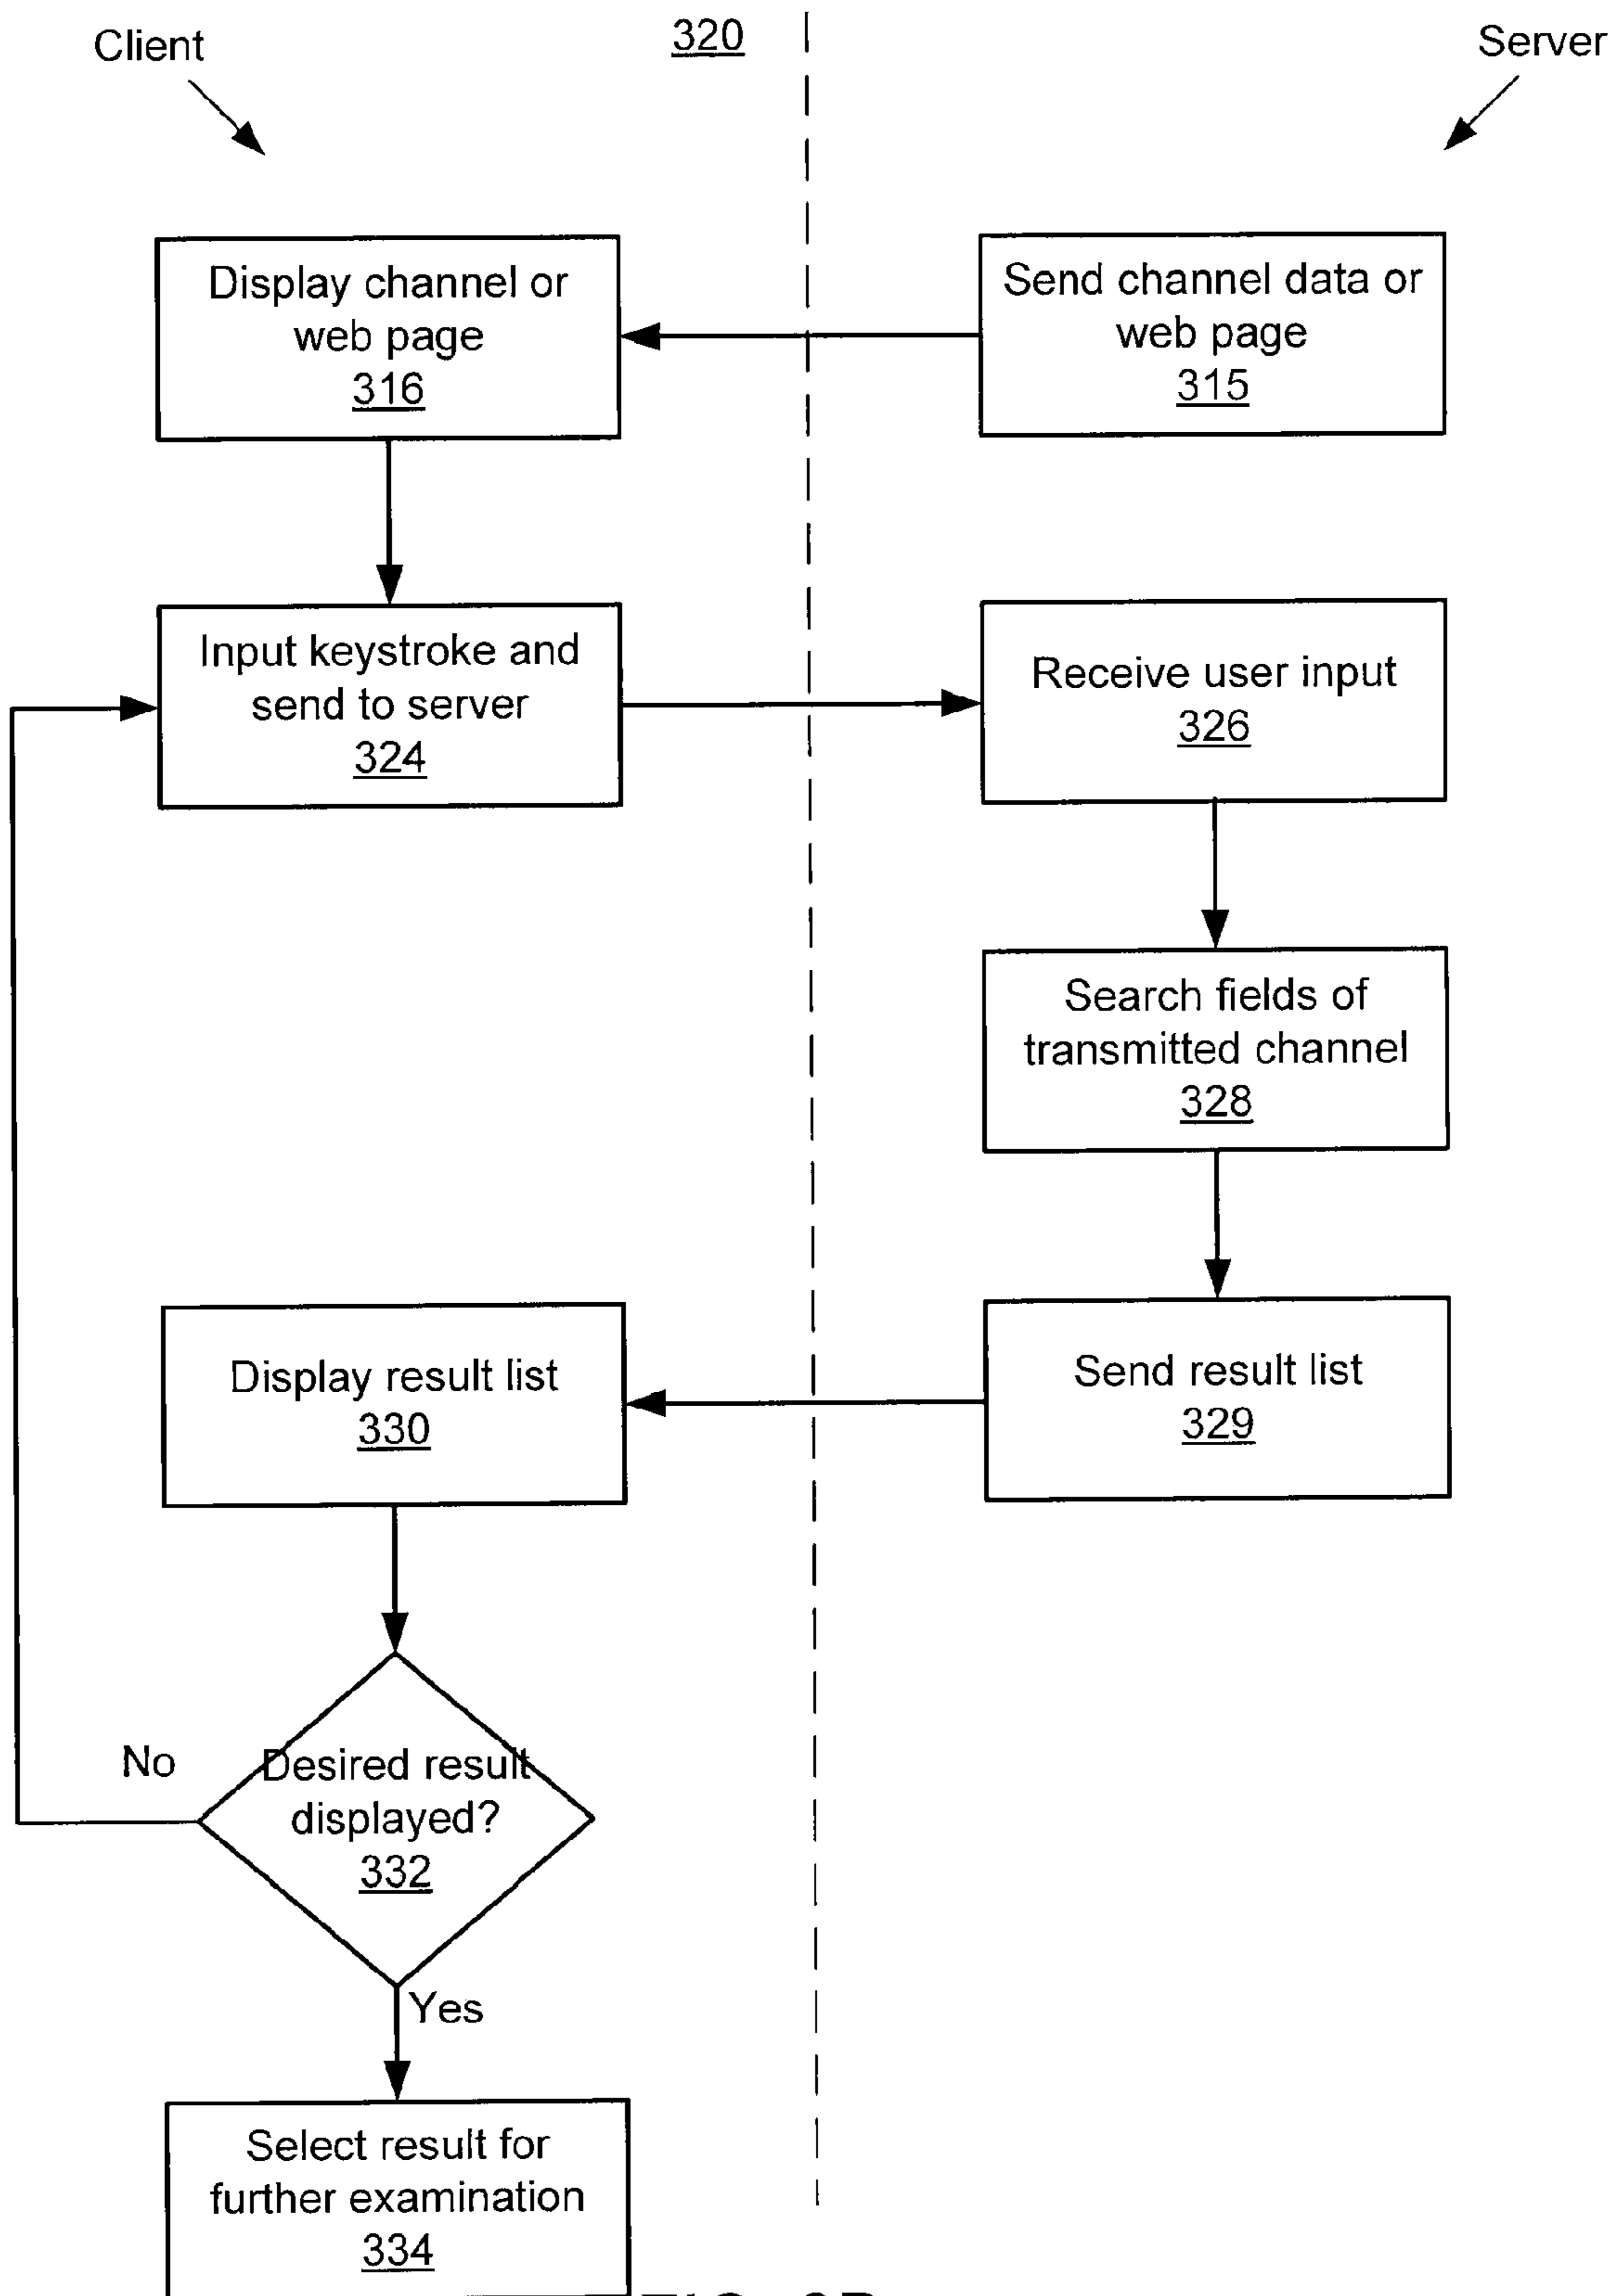 Client
320
Server
Display channel or
web page
316
Send channel data or
web page
315
Input keystroke and
send to server
324
Receive user input
326
Search fields of
transmitted channel
328
Display result list
330
Send result list
329
No
Desired result
displayed?
332
Yes
Select result for
further examination
334